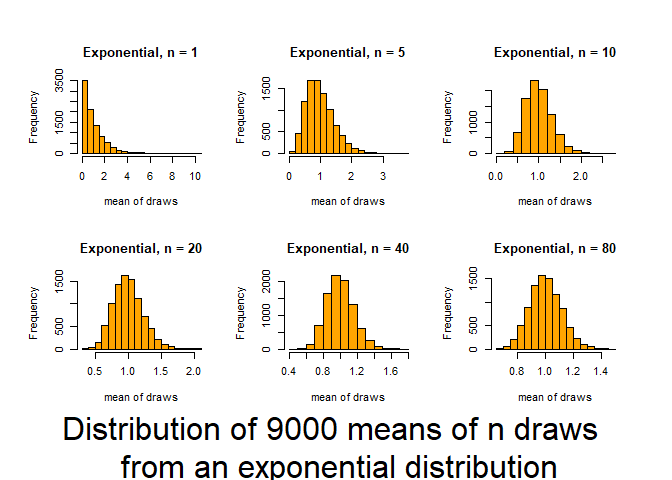 Exponential, n = 1
Frequency
0 1500 3500
0 2 4 6 8 10
mean of draws
Exponential, n = 5
Frequency
0 500 1500
0 1 2 3
mean of draws
Exponential, n = 10
Frequency
0 1000
0.0 1.0 2.0
mean of draws
Exponential, n = 20
Frequency
0 500 1500
0.5 1.0 1.5 2.0
mean of draws
Exponential, n = 40
Frequency
0 1000 2000
0.4 0.8 1.2 1.6
mean of draws
Exponential, n = 80
Frequency
0 500 1500
0.8 1.0 1.2 1.4
mean of draws
Distribution of 9000 means of n draws
from an exponential distribution